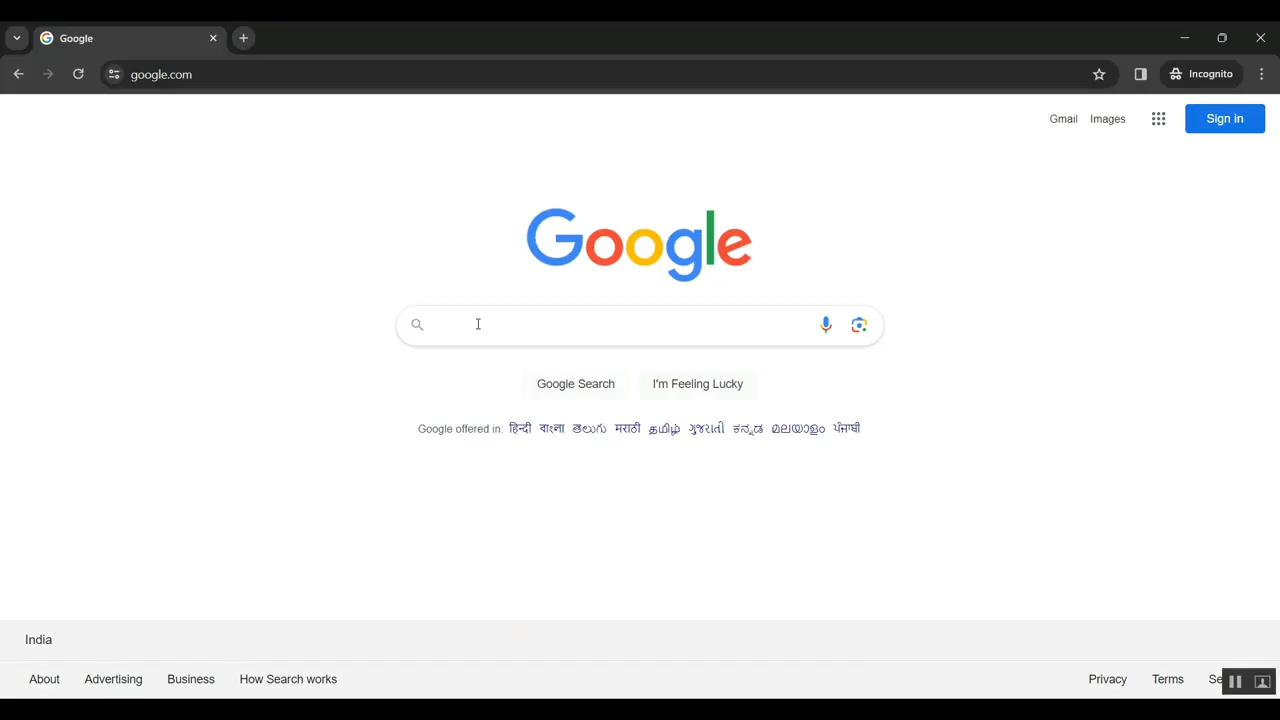 Google
google.com
Incognito
Gmail Images Sign in
Google
Google Search I'm Feeling Lucky
Google offered in: हिन्दी বাংলা తెలుగు मराठी தமிழ் ગુજરાતી ಕನ್ನಡ മലയാളം ਪੰਜਾਬੀ
India
About Advertising Business How Search works Privacy Terms Se